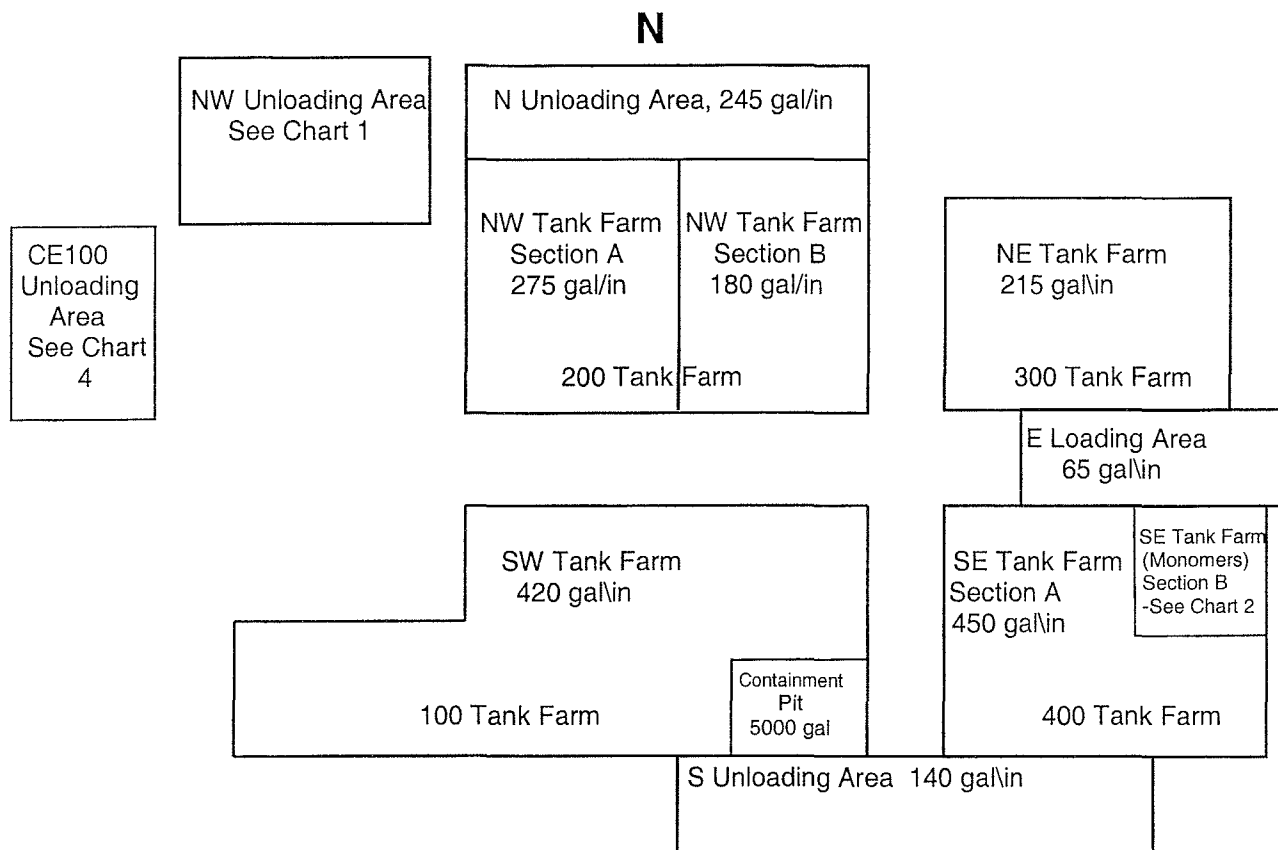 N
NW Unloading Area
See Chart 1
N Unloading Area, 245 gal/in
CE100
Unloading
Area
See Chart
4
NW Tank Farm
Section A
275 gal/in
NW Tank Farm
Section B
180 gal/in
200 Tank Farm
NE Tank Farm
215 gal\in
300 Tank Farm
E Loading Area
65 gal\in
SW Tank Farm
420 gal\in
100 Tank Farm
Containment
Pit
5000 gal
SE Tank Farm
Section A
450 gal\in
SE Tank Farm
(Monomers)
Section B
-See Chart 2
400 Tank Farm
S Unloading Area 140 gal\in